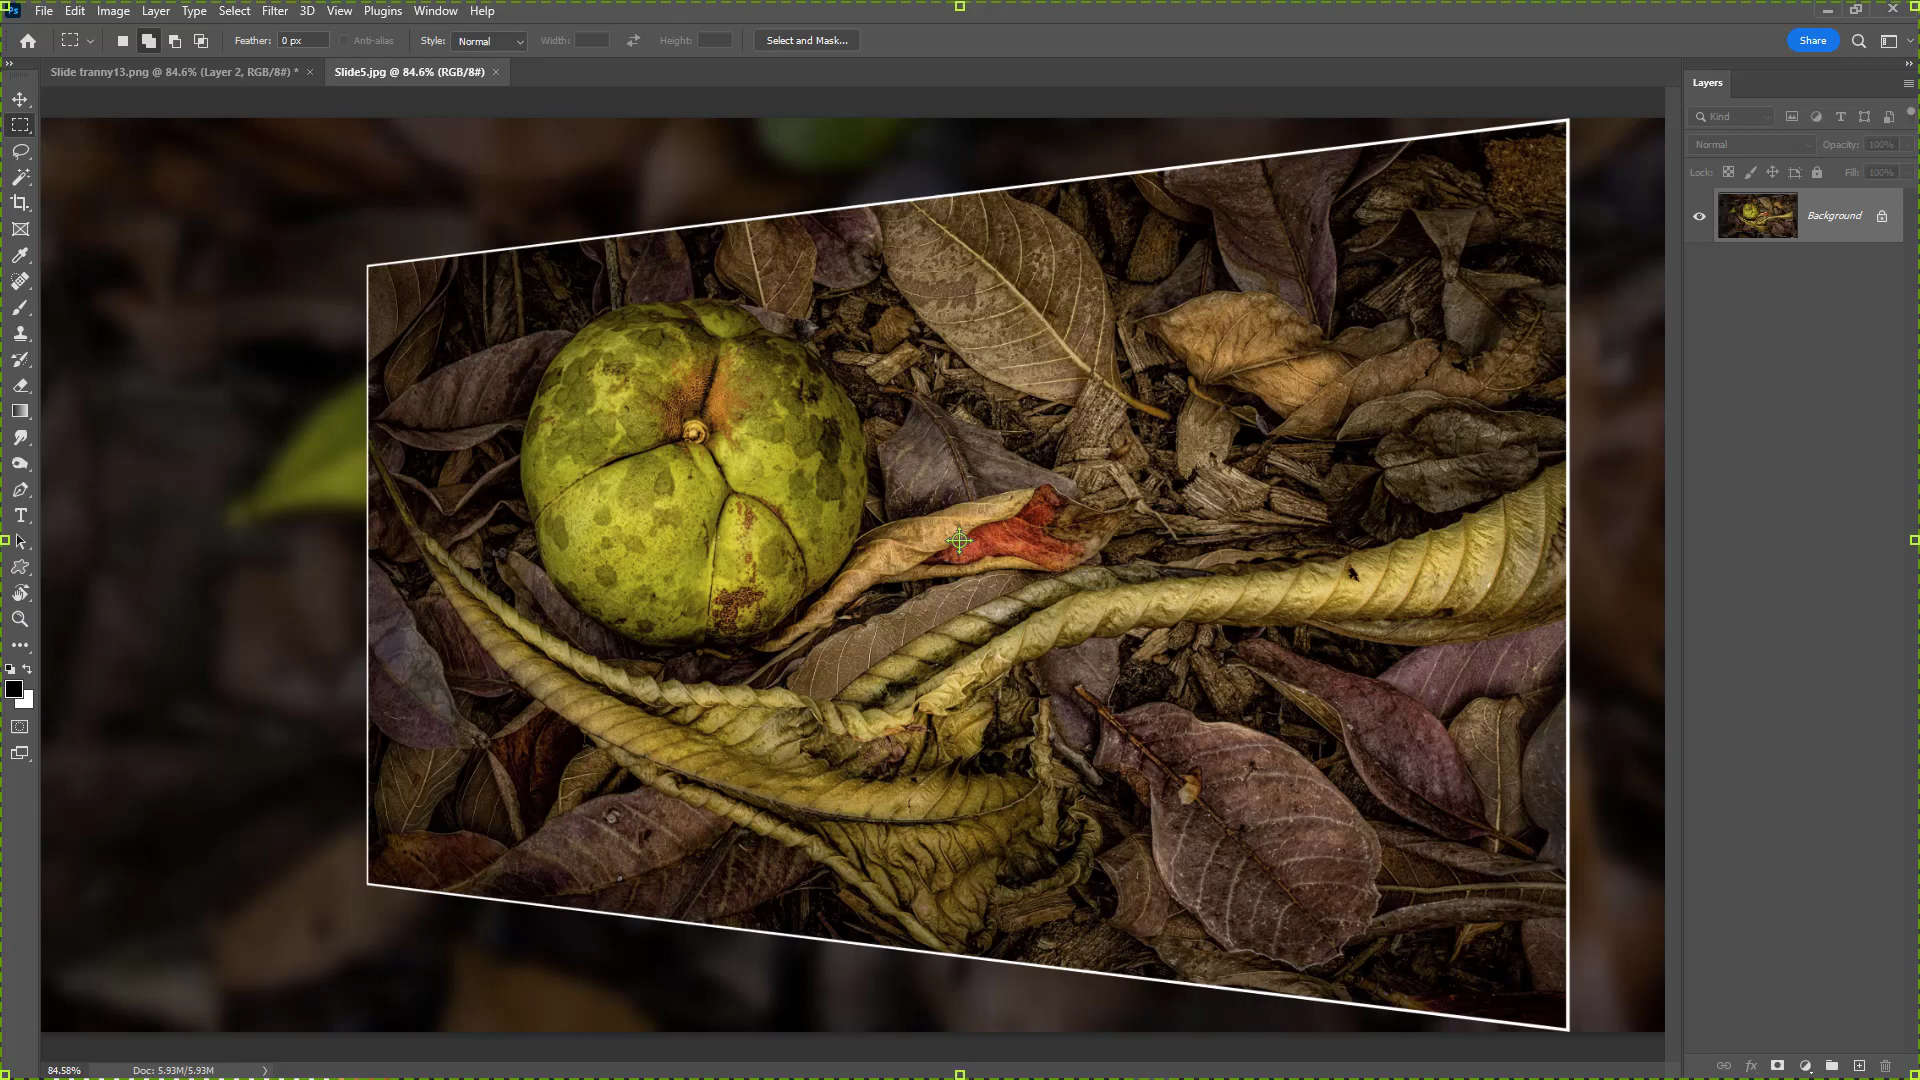 File Edit Image Layer Type Select Filter 3D View Plugins Window Help
Feather: 0 px Anti-alias Style: Normal Width: Height: Select and Mask... Share
Slide tranny13.png @ 84.6% (Layer 2, RGB/8#) * × Slide5.jpg @ 84.6% (RGB/8#) ×
Layers
Kind
Normal Opacity: 100%
Lock: Fill: 100%
Background
84.58% Doc: 5.93M/5.93M